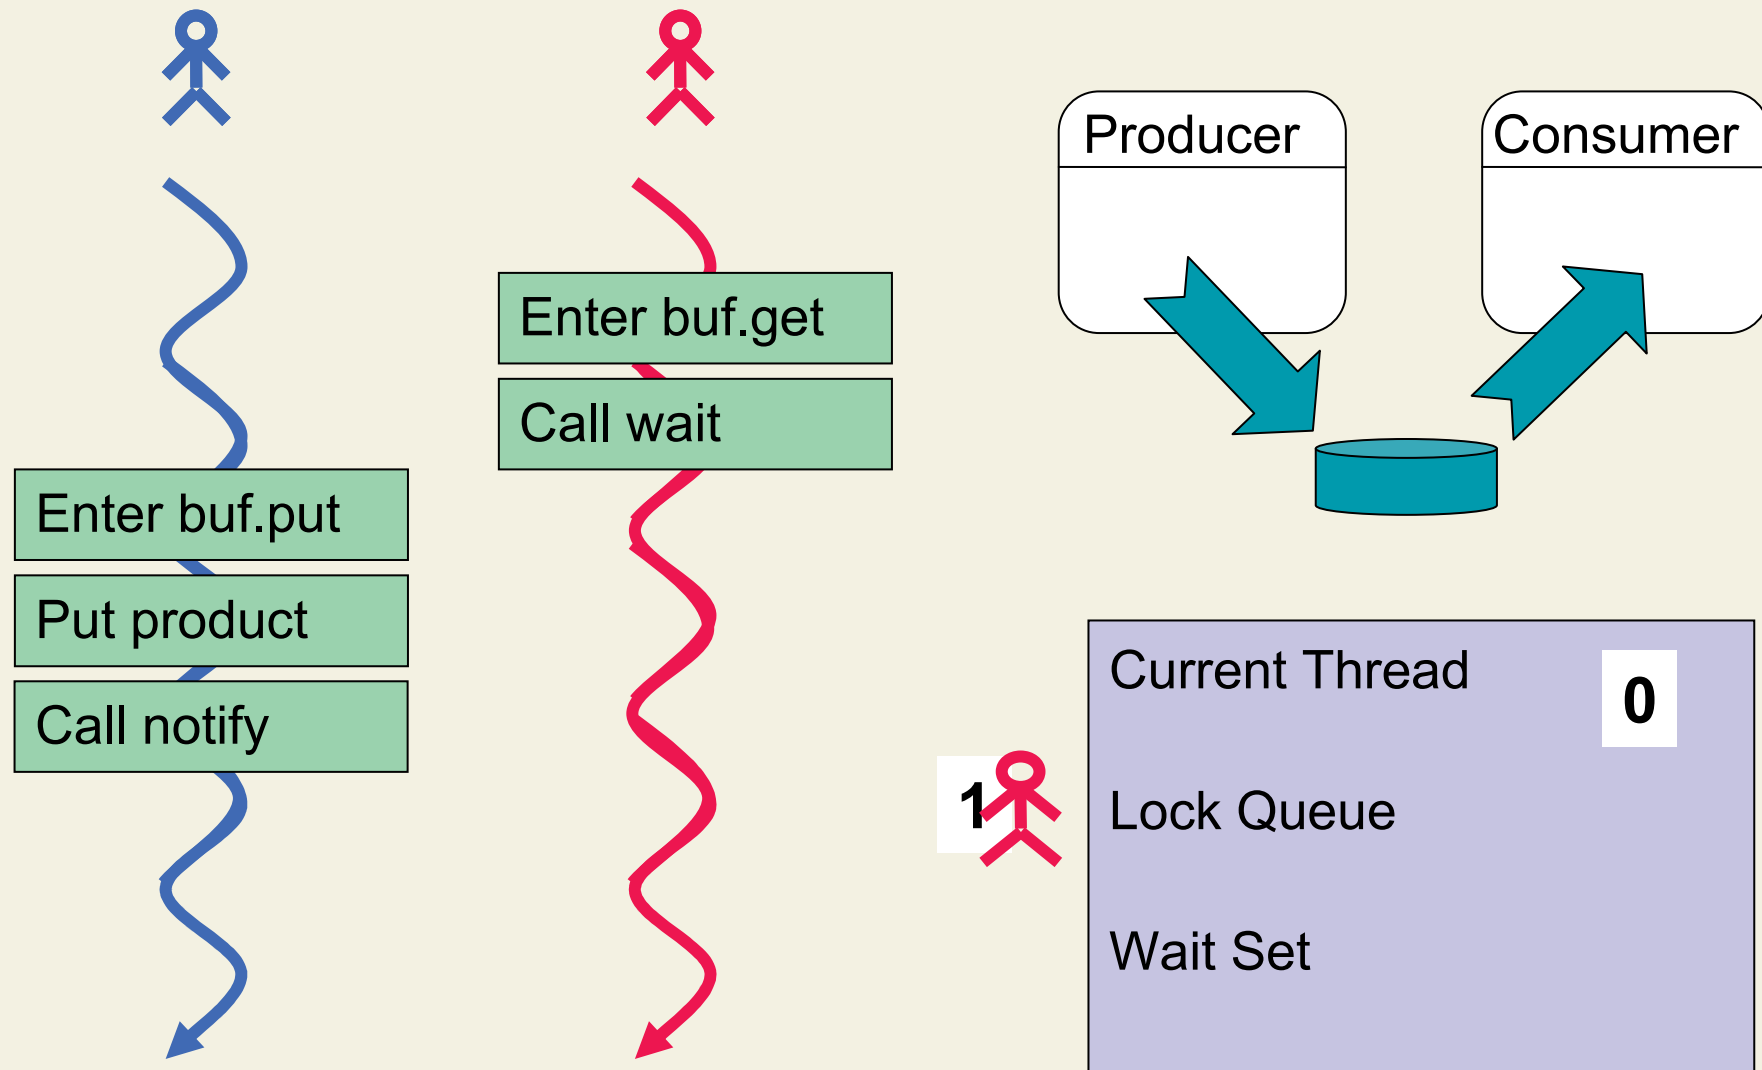 Producer
Consumer
Enter buf.get
Call wait
Enter buf.put
Put product
Call notify
Current Thread
0
1
Lock Queue
Wait Set